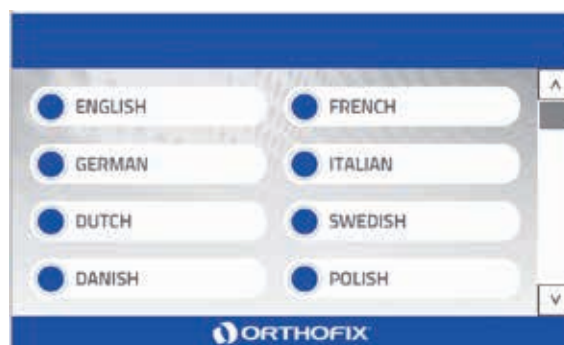 ENGLISH
FRENCH
GERMAN
ITALIAN
DUTCH
SWEDISH
DANISH
POLISH
ORTHOFIX